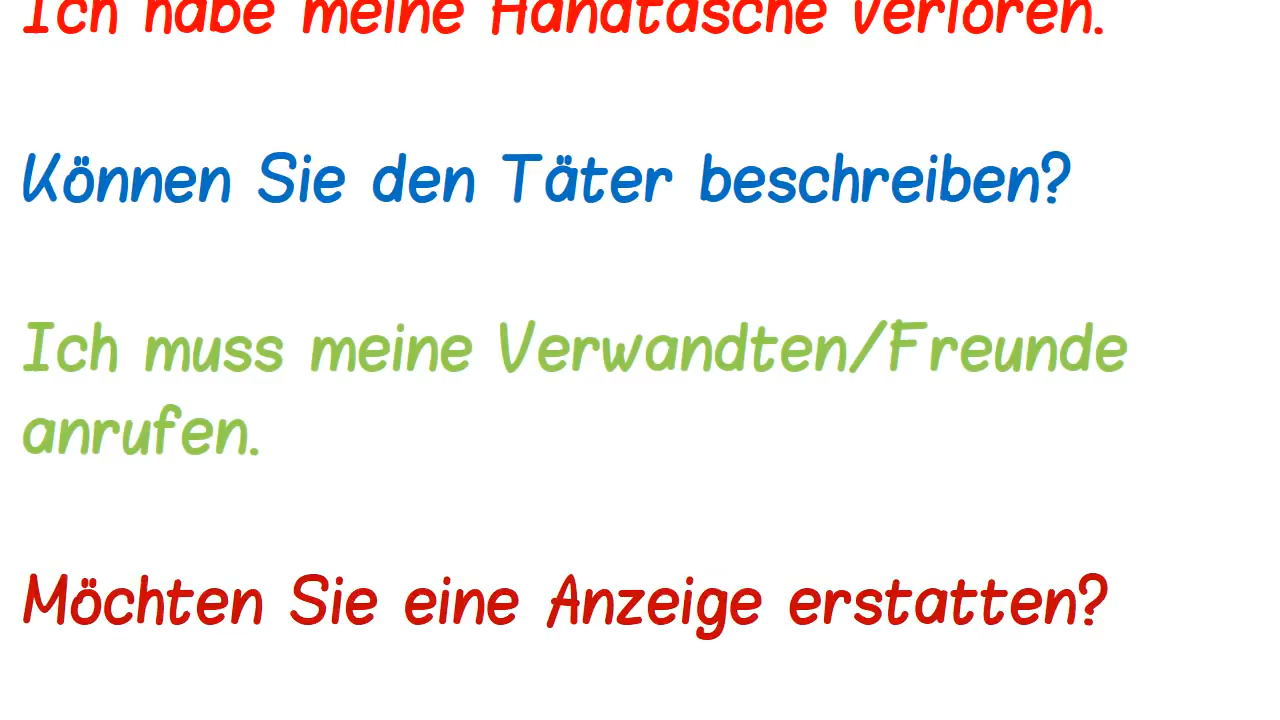 Ich habe meine Handtasche verloren.
Können Sie den Täter beschreiben?
Ich muss meine Verwandten/Freunde
anrufen.
Möchten Sie eine Anzeige erstatten?